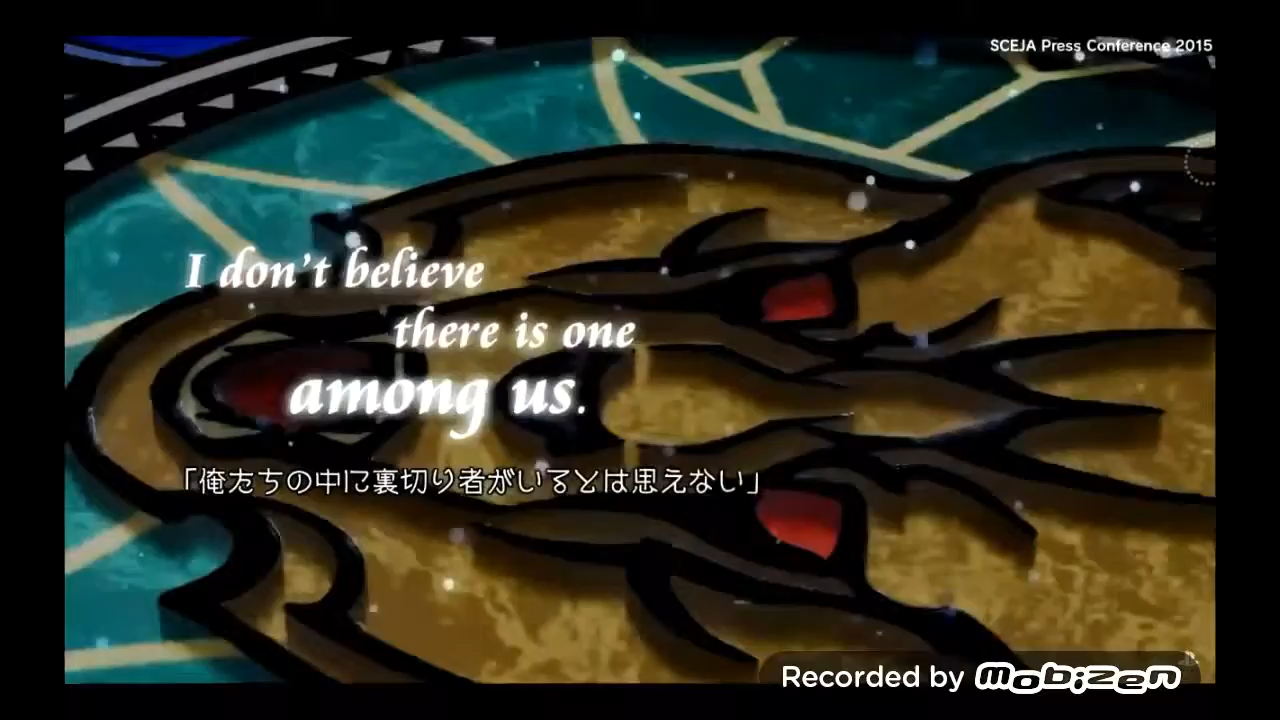 SCEJA Press Conference 2015
I don't believe
there is one
among us.
「俺たちの中に裏切り者がいるとは思えない」
Recorded by mobizen